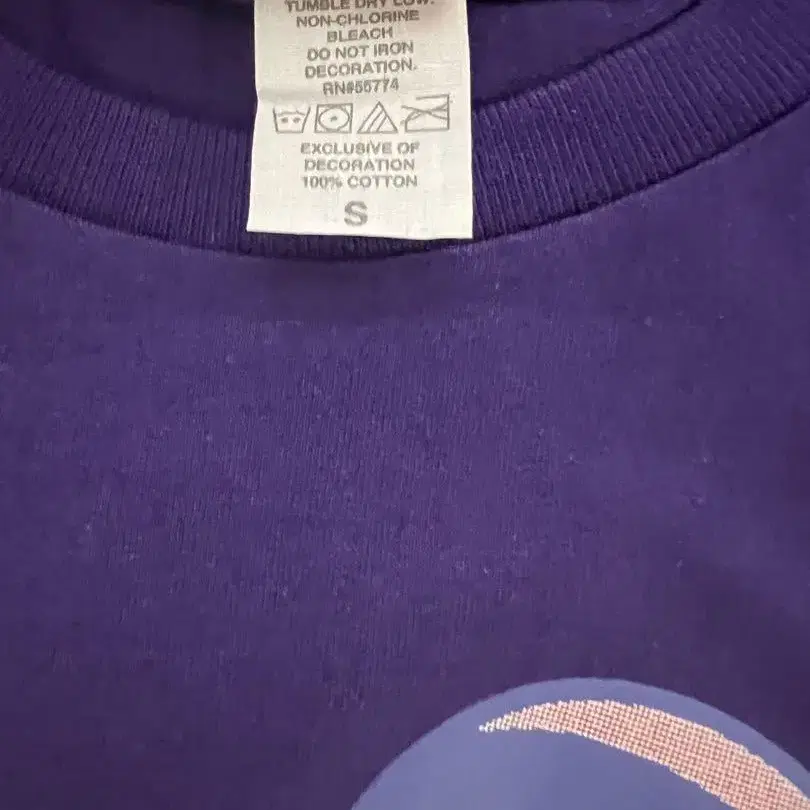 TUMBLE DRY LOW.
NON-CHLORINE
BLEACH
DO NOT IRON
DECORATION.
RN#55774
EXCLUSIVE OF
DECORATION
100% COTTON
S